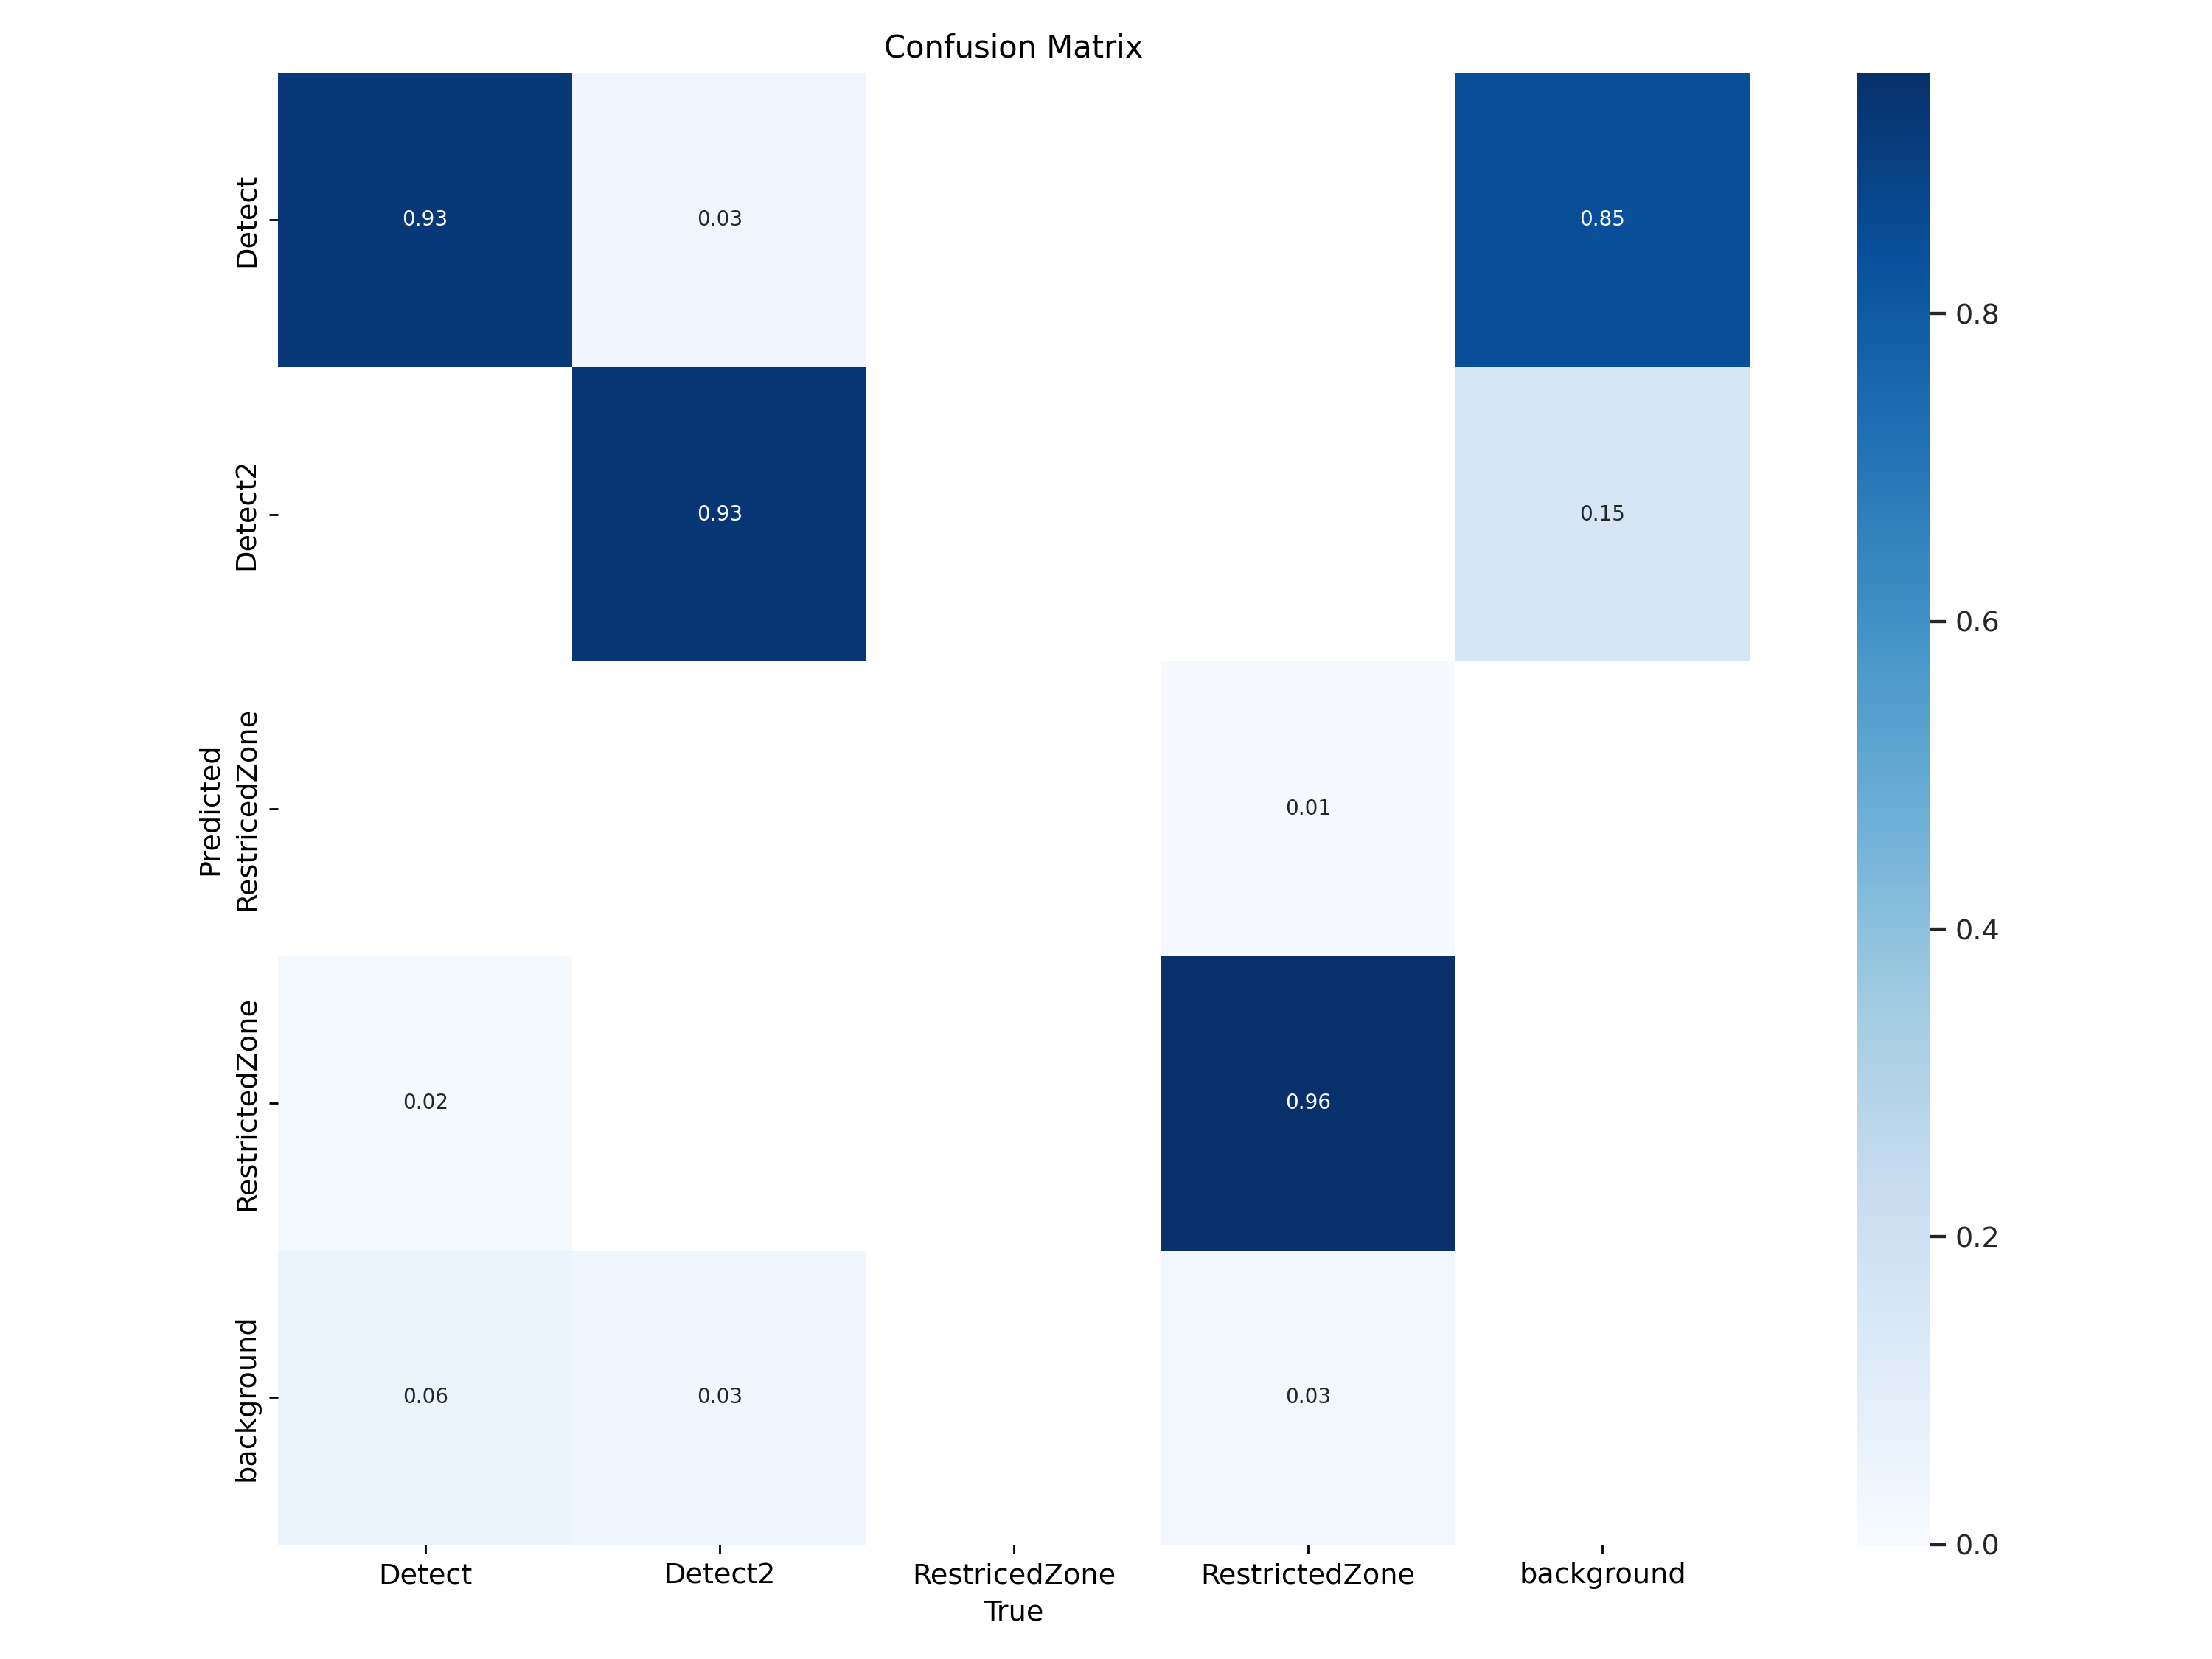 Confusion Matrix
Predicted
Detect
0.93
0.03
0.85
Detect2
0.93
0.15
RestricedZone
0.01
RestrictedZone
0.02
0.96
background
0.06
0.03
0.03
Detect
Detect2
RestricedZone
RestrictedZone
background
True
0.8
0.6
0.4
0.2
0.0